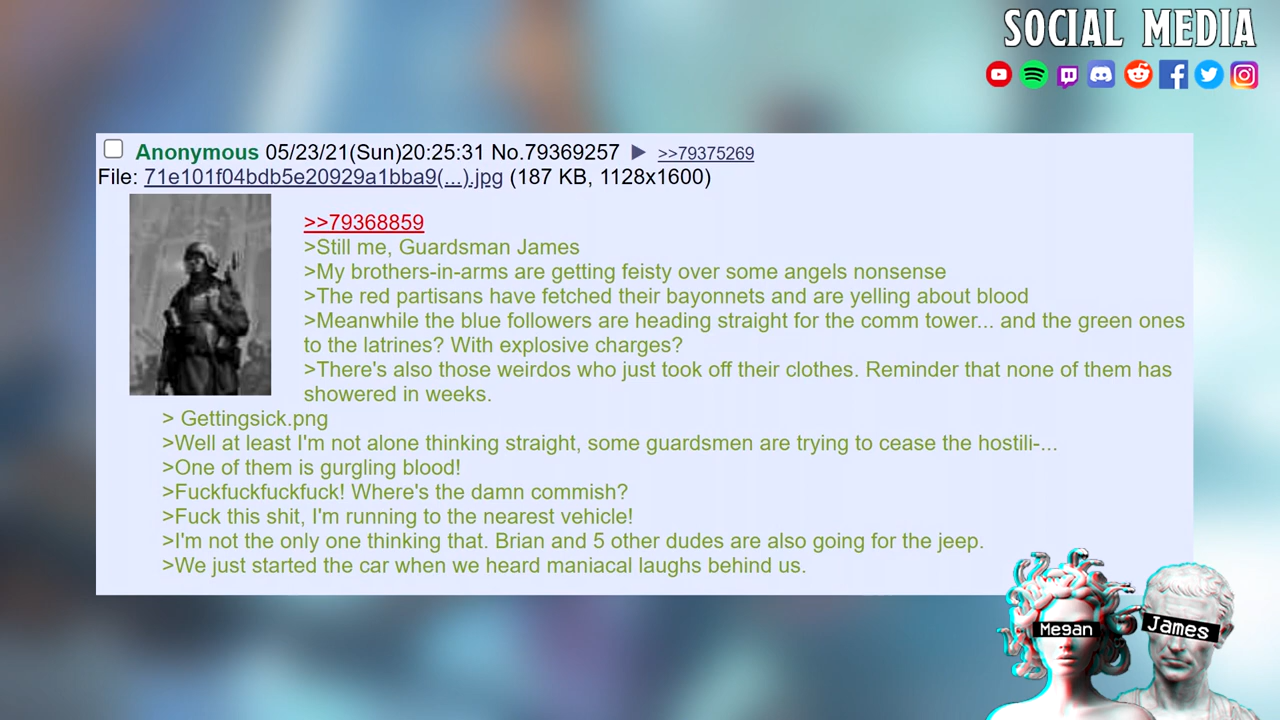 SOCIAL MEDIA
Anonymous 05/23/21(Sun)20:25:31 No.79369257 ▶ >>79375269
File: 71e101f04bdb5e20929a1bba9(...).jpg (187 KB, 1128x1600)
>>79368859
>Still me, Guardsman James
>My brothers-in-arms are getting feisty over some angels nonsense
>The red partisans have fetched their bayonnets and are yelling about blood
>Meanwhile the blue followers are heading straight for the comm tower... and the green ones
to the latrines? With explosive charges?
>There's also those weirdos who just took off their clothes. Reminder that none of them has
showered in weeks.
> Gettingsick.png
>Well at least I'm not alone thinking straight, some guardsmen are trying to cease the hostili-...
>One of them is gurgling blood!
>Fuckfuckfuckfuck! Where's the damn commish?
>Fuck this shit, I'm running to the nearest vehicle!
>I'm not the only one thinking that. Brian and 5 other dudes are also going for the jeep.
>We just started the car when we heard maniacal laughs behind us.
Megan
James